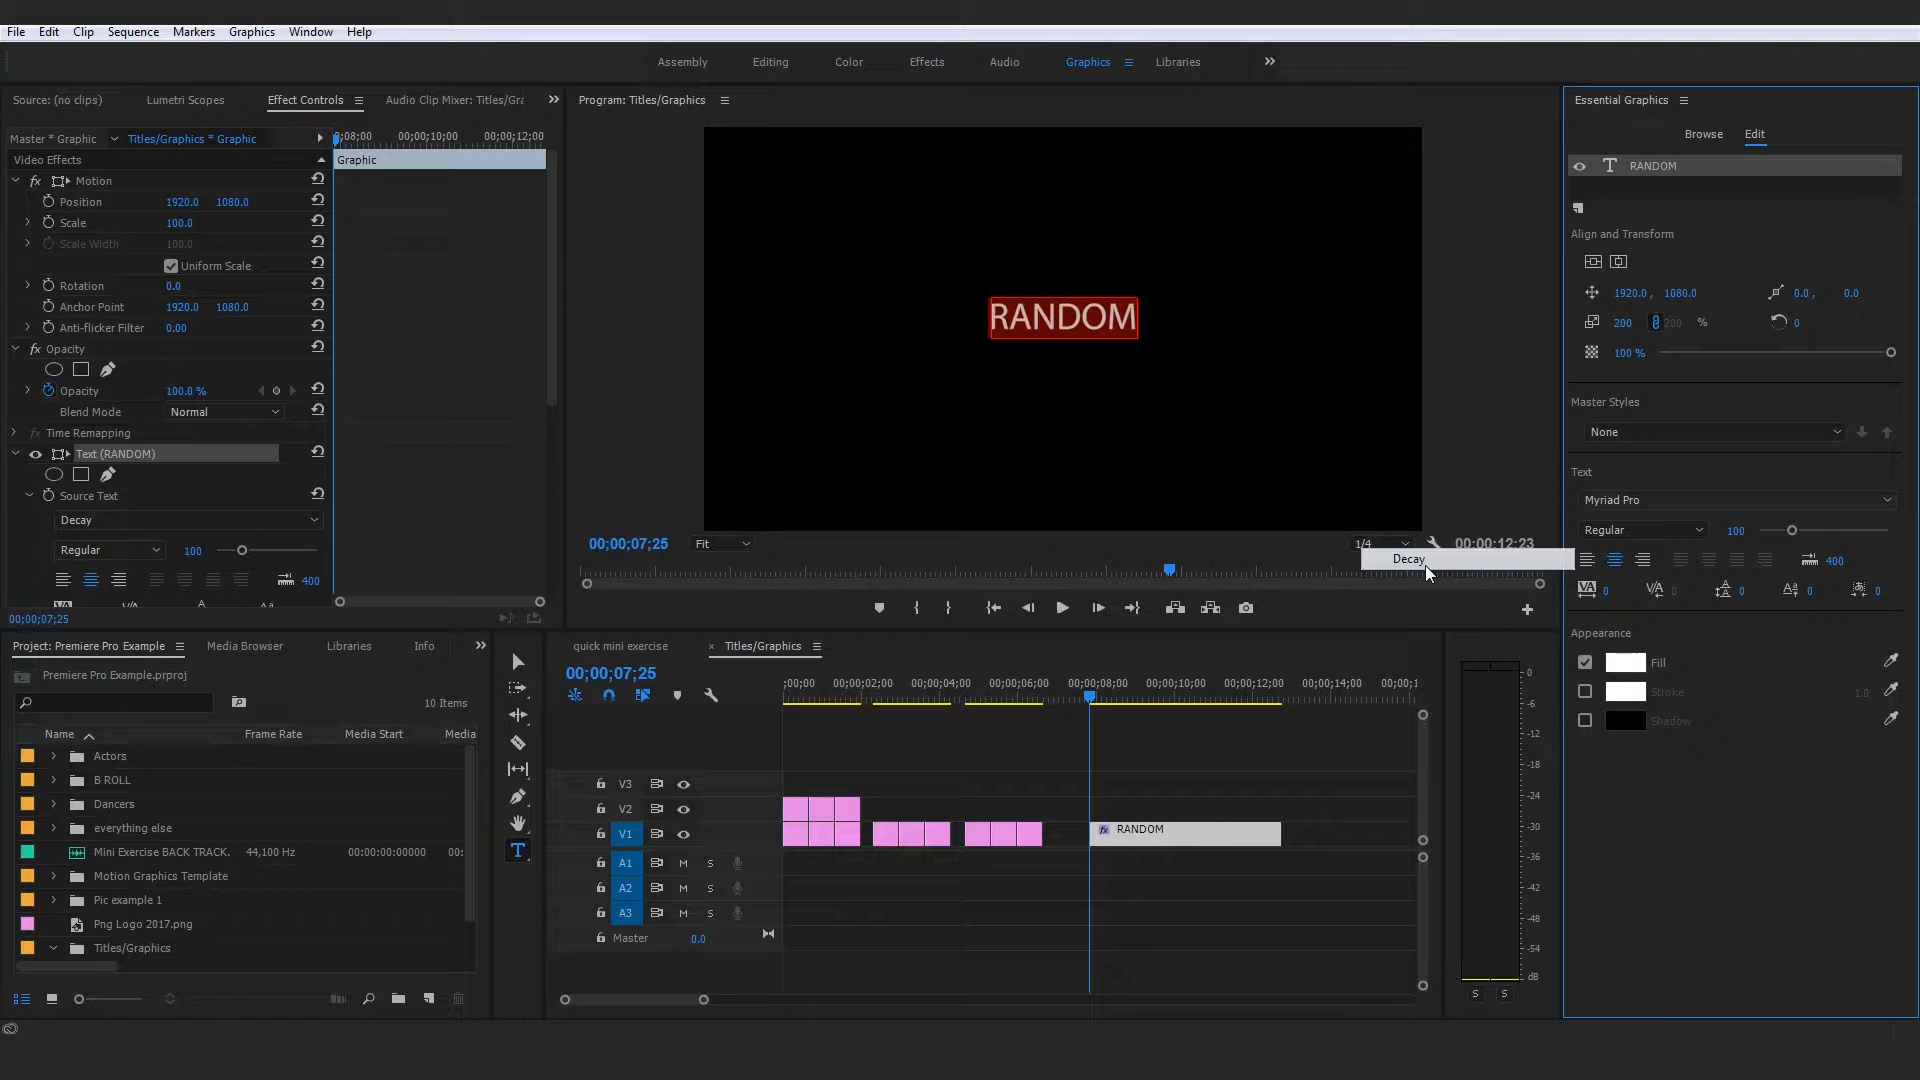 File Edit Clip Sequence Markers Graphics Window Help
Assembly Editing Color Effects Audio Graphics Libraries
Source: (no clips) Lumetri Scopes Effect Controls Audio Clip Mixer: Titles/Gra
Master * Graphic Titles/Graphics * Graphic
;08;00 00;00;10;00 00;00;12;00
Video Effects
Graphic
fx Motion
Position 1920.0 1080.0
Scale 100.0
Scale Width 100.0
Uniform Scale
Rotation 0.0
Anchor Point 1920.0 1080.0
Anti-flicker Filter 0.00
fx Opacity
Opacity 100.0 %
Blend Mode Normal
fx Time Remapping
Text (RANDOM)
Source Text
Decay
Regular 100
400
00;00;07;25
Program: Titles/Graphics
RANDOM
00;00;07;25 Fit 1/4 00;00;12;23
Decay
Essential Graphics
Browse Edit
T RANDOM
Align and Transform
1920.0 , 1080.0 0.0 , 0.0
200 200 % 0
100 %
Master Styles
None
Text
Myriad Pro
Regular 100
400
0 0 0 0 0
Appearance
Fill
Stroke 1.0
Shadow
Project: Premiere Pro Example Media Browser Libraries Info
Premiere Pro Example.prproj
10 Items
Name Frame Rate Media Start Media
Actors
B ROLL
Dancers
everything else
Mini Exercise BACK TRACK. 44,100 Hz 00:00:00:00000 00:
Motion Graphics Template
Pic example 1
Png Logo 2017.png
Titles/Graphics
quick mini exercise × Titles/Graphics
00;00;07;25
;00;00 00;00;02;00 00;00;04;00 00;00;06;00 00;00;08;00 00;00;10;00 00;00;12;00 00;00;14;00 00;00;1
V3
V2
V1
fx RANDOM
A1 M S
A2 M S
A3 M S
Master 0.0
0
-6
-12
-18
-24
-30
-36
-42
-48
-54
dB
S S